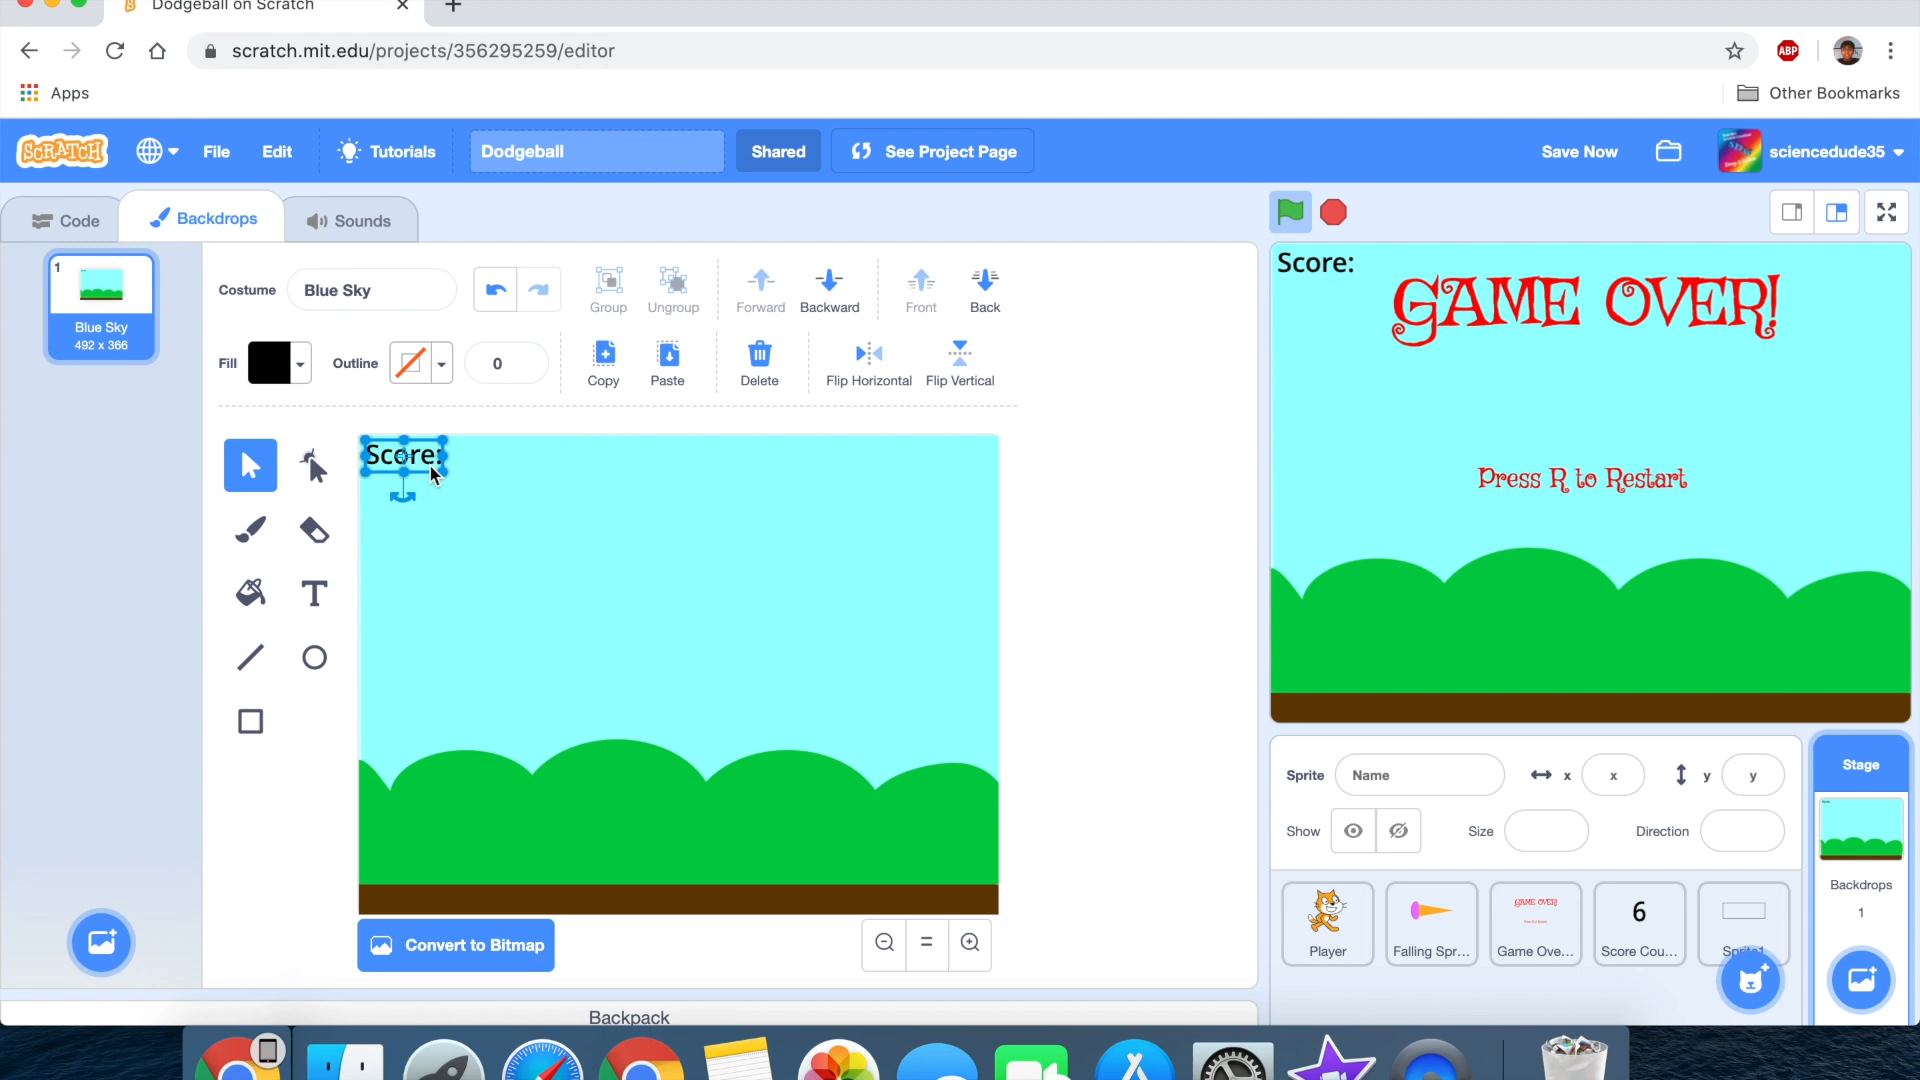 Dodgeball on Scratch
scratch.mit.edu/projects/356295259/editor
ABP
Apps
Other Bookmarks
SCRATCH
File
Edit
Tutorials
Dodgeball
Shared
See Project Page
Save Now
sciencedude35
Code
Backdrops
Sounds
1
Blue Sky
492 x 366
Costume
Blue Sky
Group
Ungroup
Forward
Backward
Front
Back
Fill
Outline
0
Copy
Paste
Delete
Flip Horizontal
Flip Vertical
Score:
Convert to Bitmap
Backpack
Score:
GAME OVER!
Press R to Restart
Sprite
Name
x
x
y
y
Show
Size
Direction
Player
Falling Spr...
GAME OVER!
Game Ove...
6
Score Cou...
Sprite1
Stage
Backdrops
1